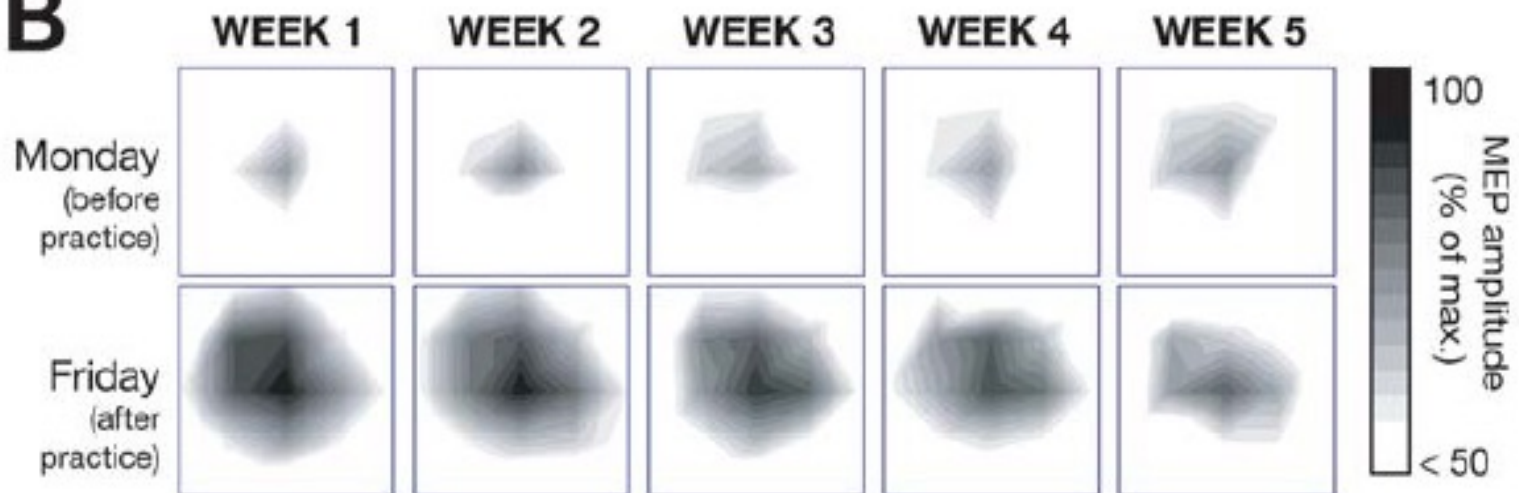 B
WEEK 1 WEEK 2 WEEK 3 WEEK 4 WEEK 5
Monday
(before
practice)
Friday
(after
practice)
100
MEP amplitude
(% of max.)
< 50